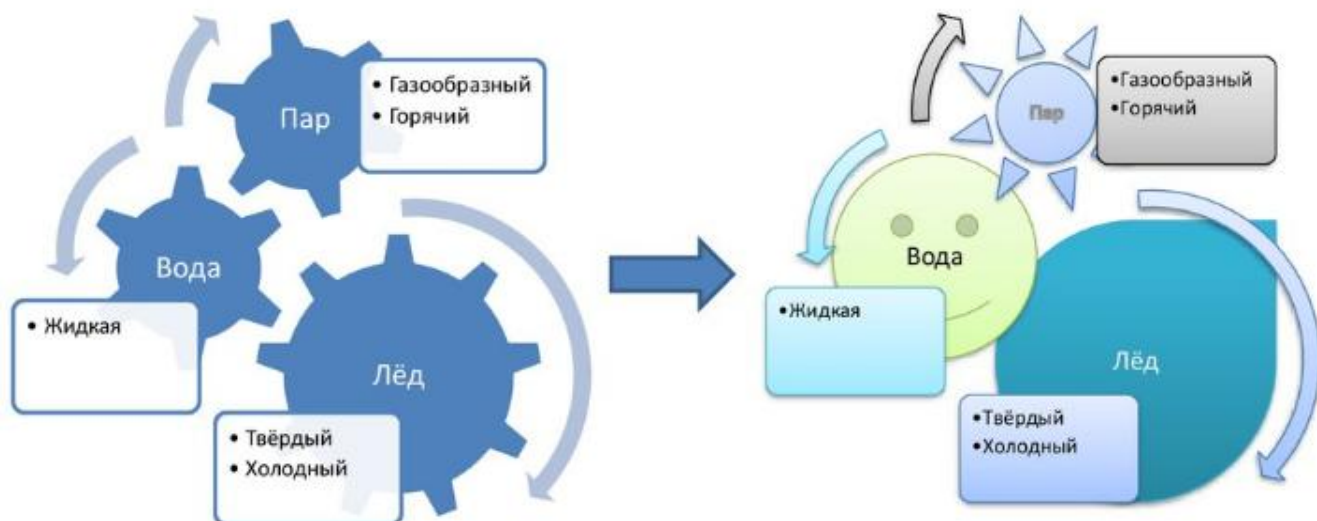 Пар
• Газообразный
• Горячий
Вода
• Жидкая
Лёд
• Твёрдый
• Холодный
Пар
•Газообразный
•Горячий
Вода
•Жидкая
Лёд
•Твёрдый
•Холодный